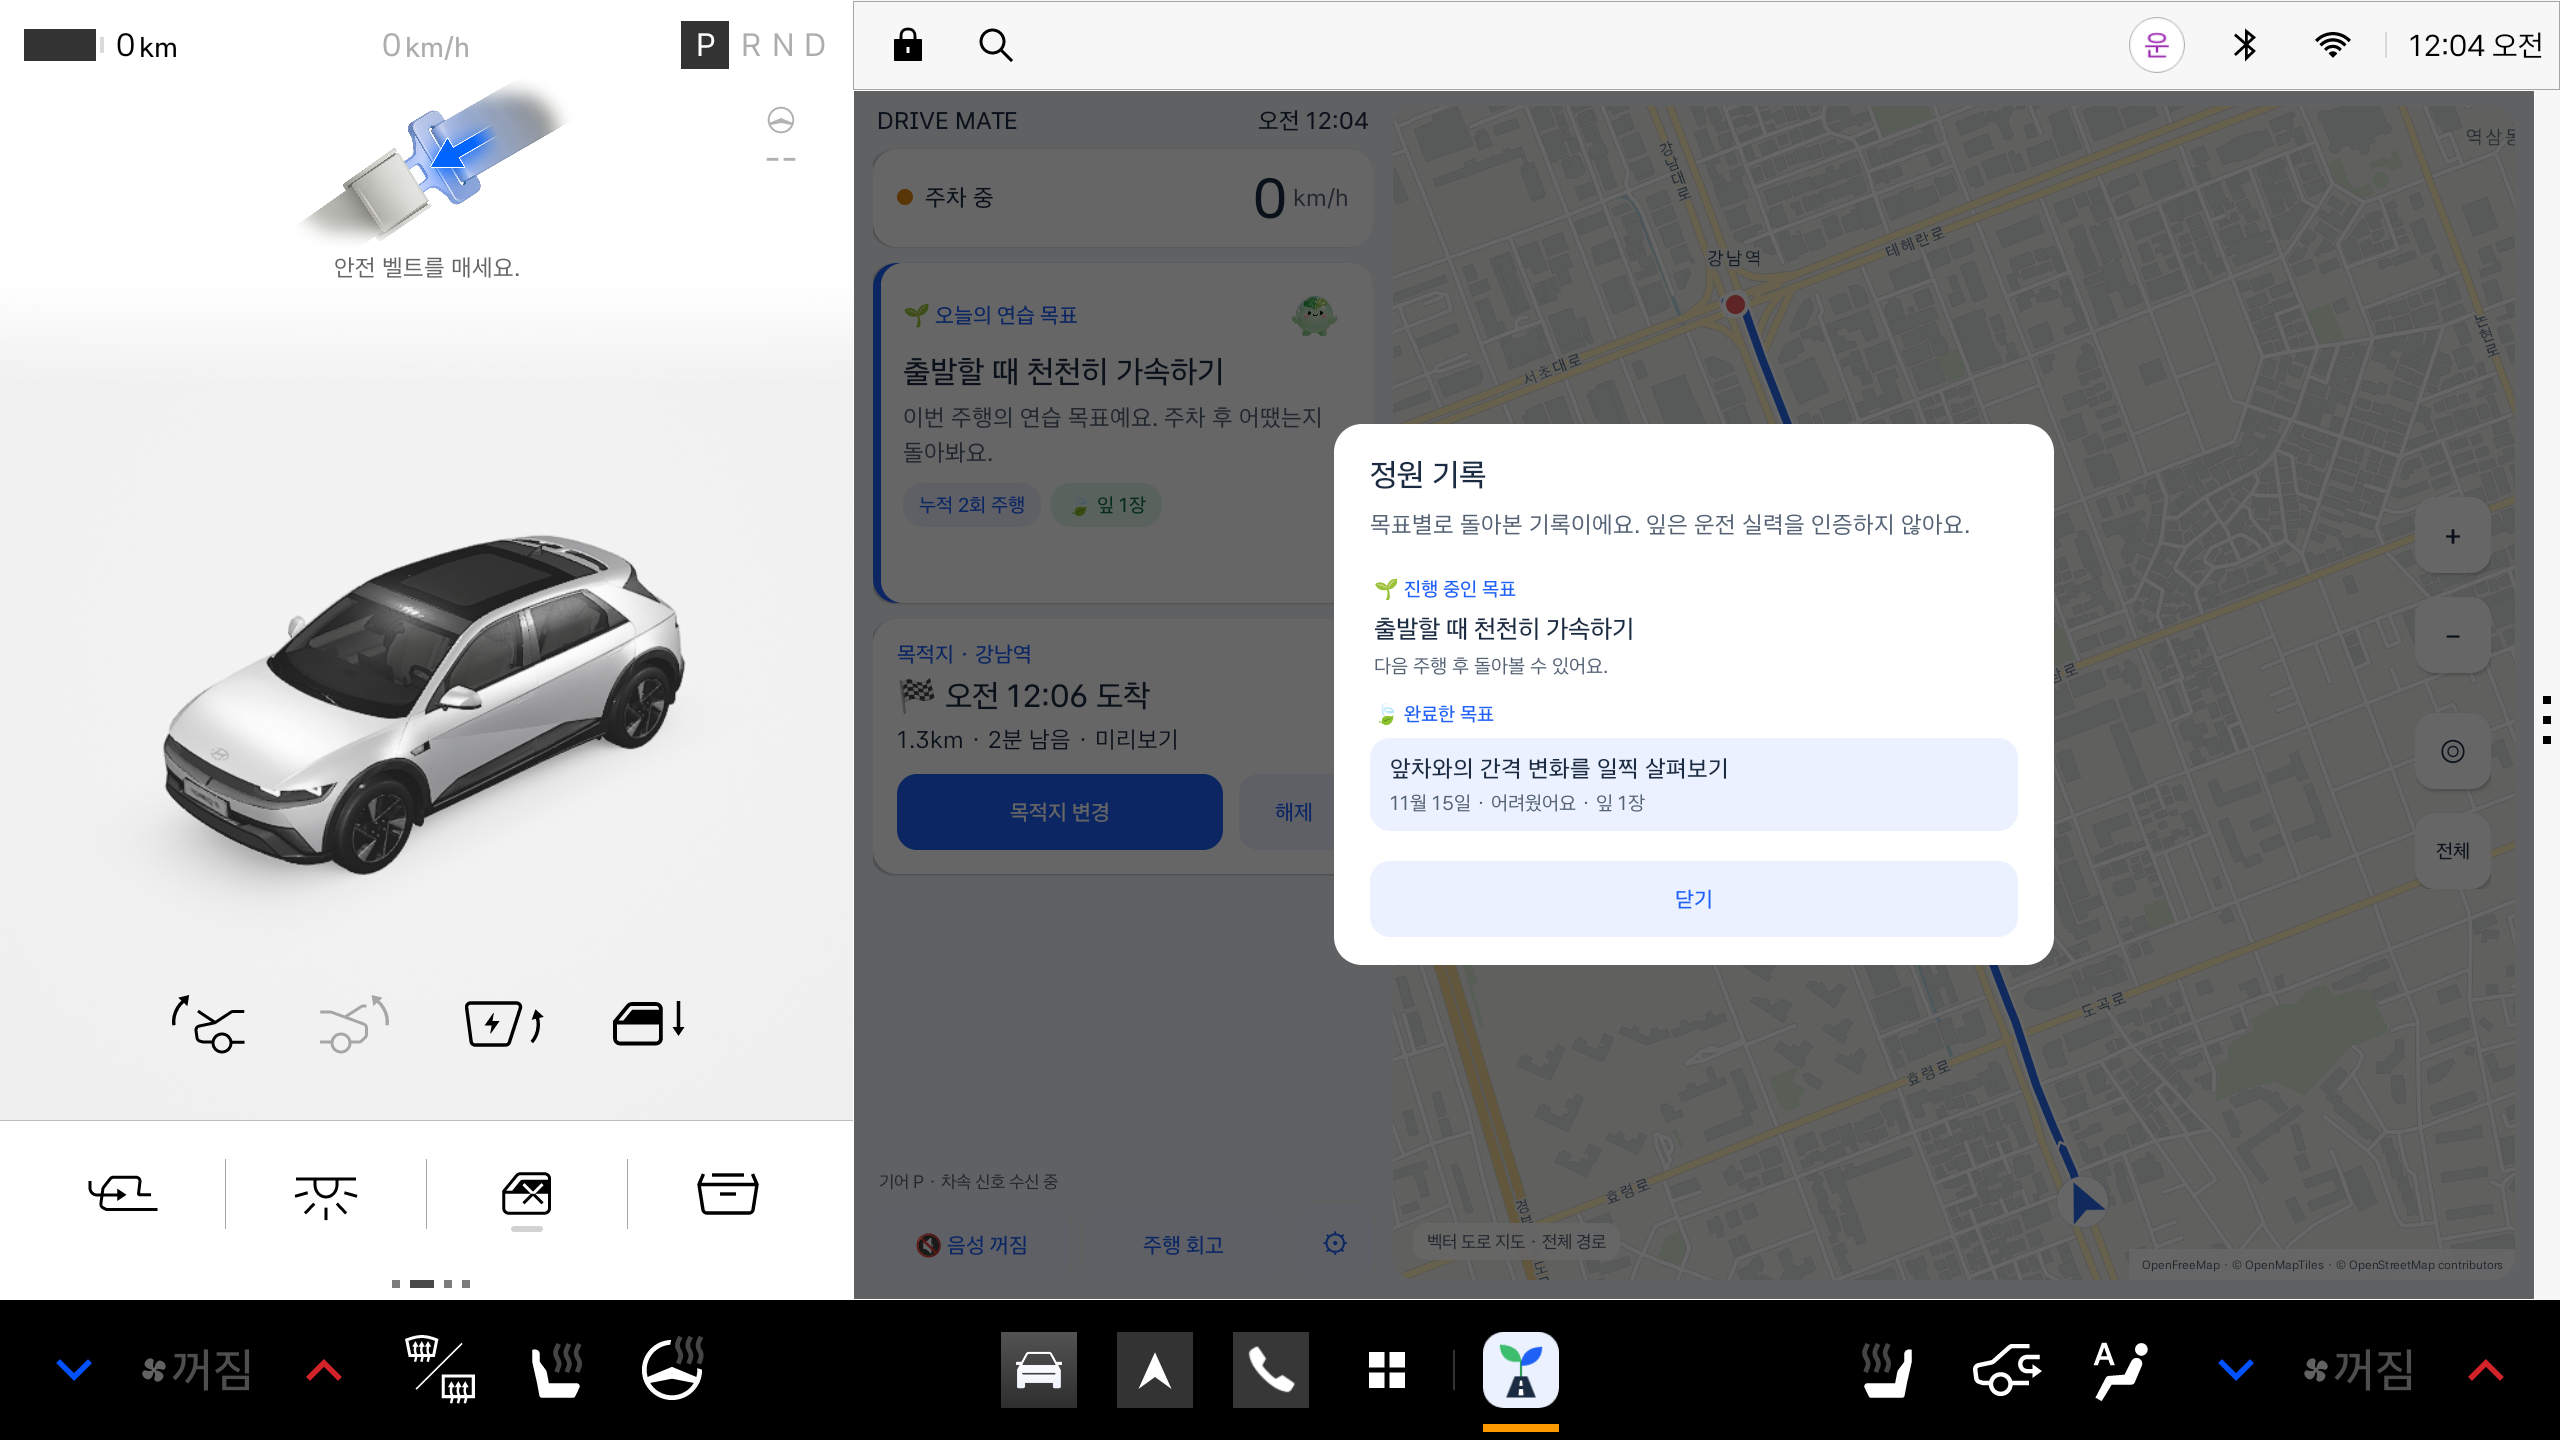 0 km
0 km/h
P R N D
운
12:04 오전
안전 벨트를 매세요.
DRIVE MATE
오전 12:04
주차 중
0 km/h
오늘의 연습 목표
출발할 때 천천히 가속하기
이번 주행의 연습 목표예요. 주차 후 어땠는지
돌아봐요.
누적 2회 주행
잎 1장
목적지 · 강남역
오전 12:06 도착
1.3km · 2분 남음 · 미리보기
목적지 변경
해제
기어 P · 차속 신호 수신 중
음성 꺼짐
주행 회고
강남대로
강남역
테헤란로
서초대로
논현로
정원 기록
목표별로 돌아본 기록이에요. 잎은 운전 실력을 인증하지 않아요.
진행 중인 목표
출발할 때 천천히 가속하기
다음 주행 후 돌아볼 수 있어요.
완료한 목표
앞차와의 간격 변화를 일찍 살펴보기
11월 15일 · 어려웠어요 · 잎 1장
닫기
+
−
전체
도곡로
효령로
효령로
벡터 도로 지도 · 전체 경로
OpenFreeMap · © OpenMapTiles · © OpenStreetMap contributors
꺼짐
A
꺼짐